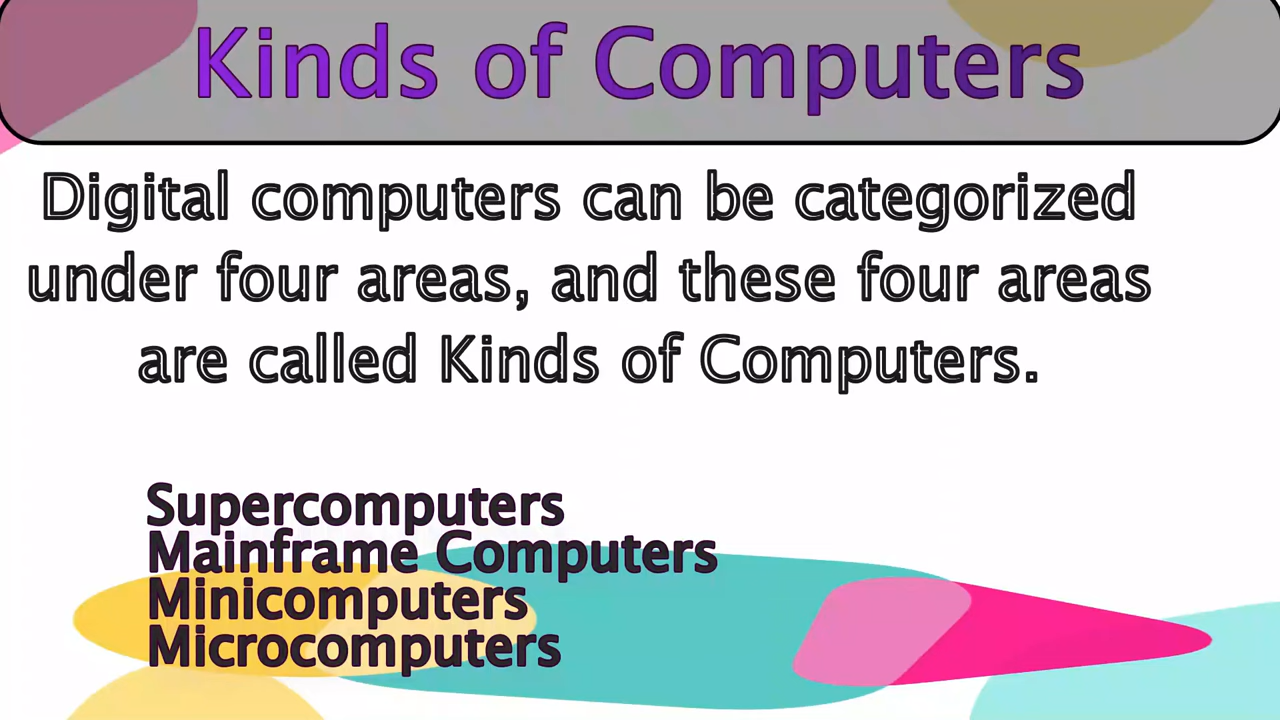 Kinds of Computers
Digital computers can be categorized
under four areas, and these four areas
are called Kinds of Computers.
Supercomputers
Mainframe Computers
Minicomputers
Microcomputers